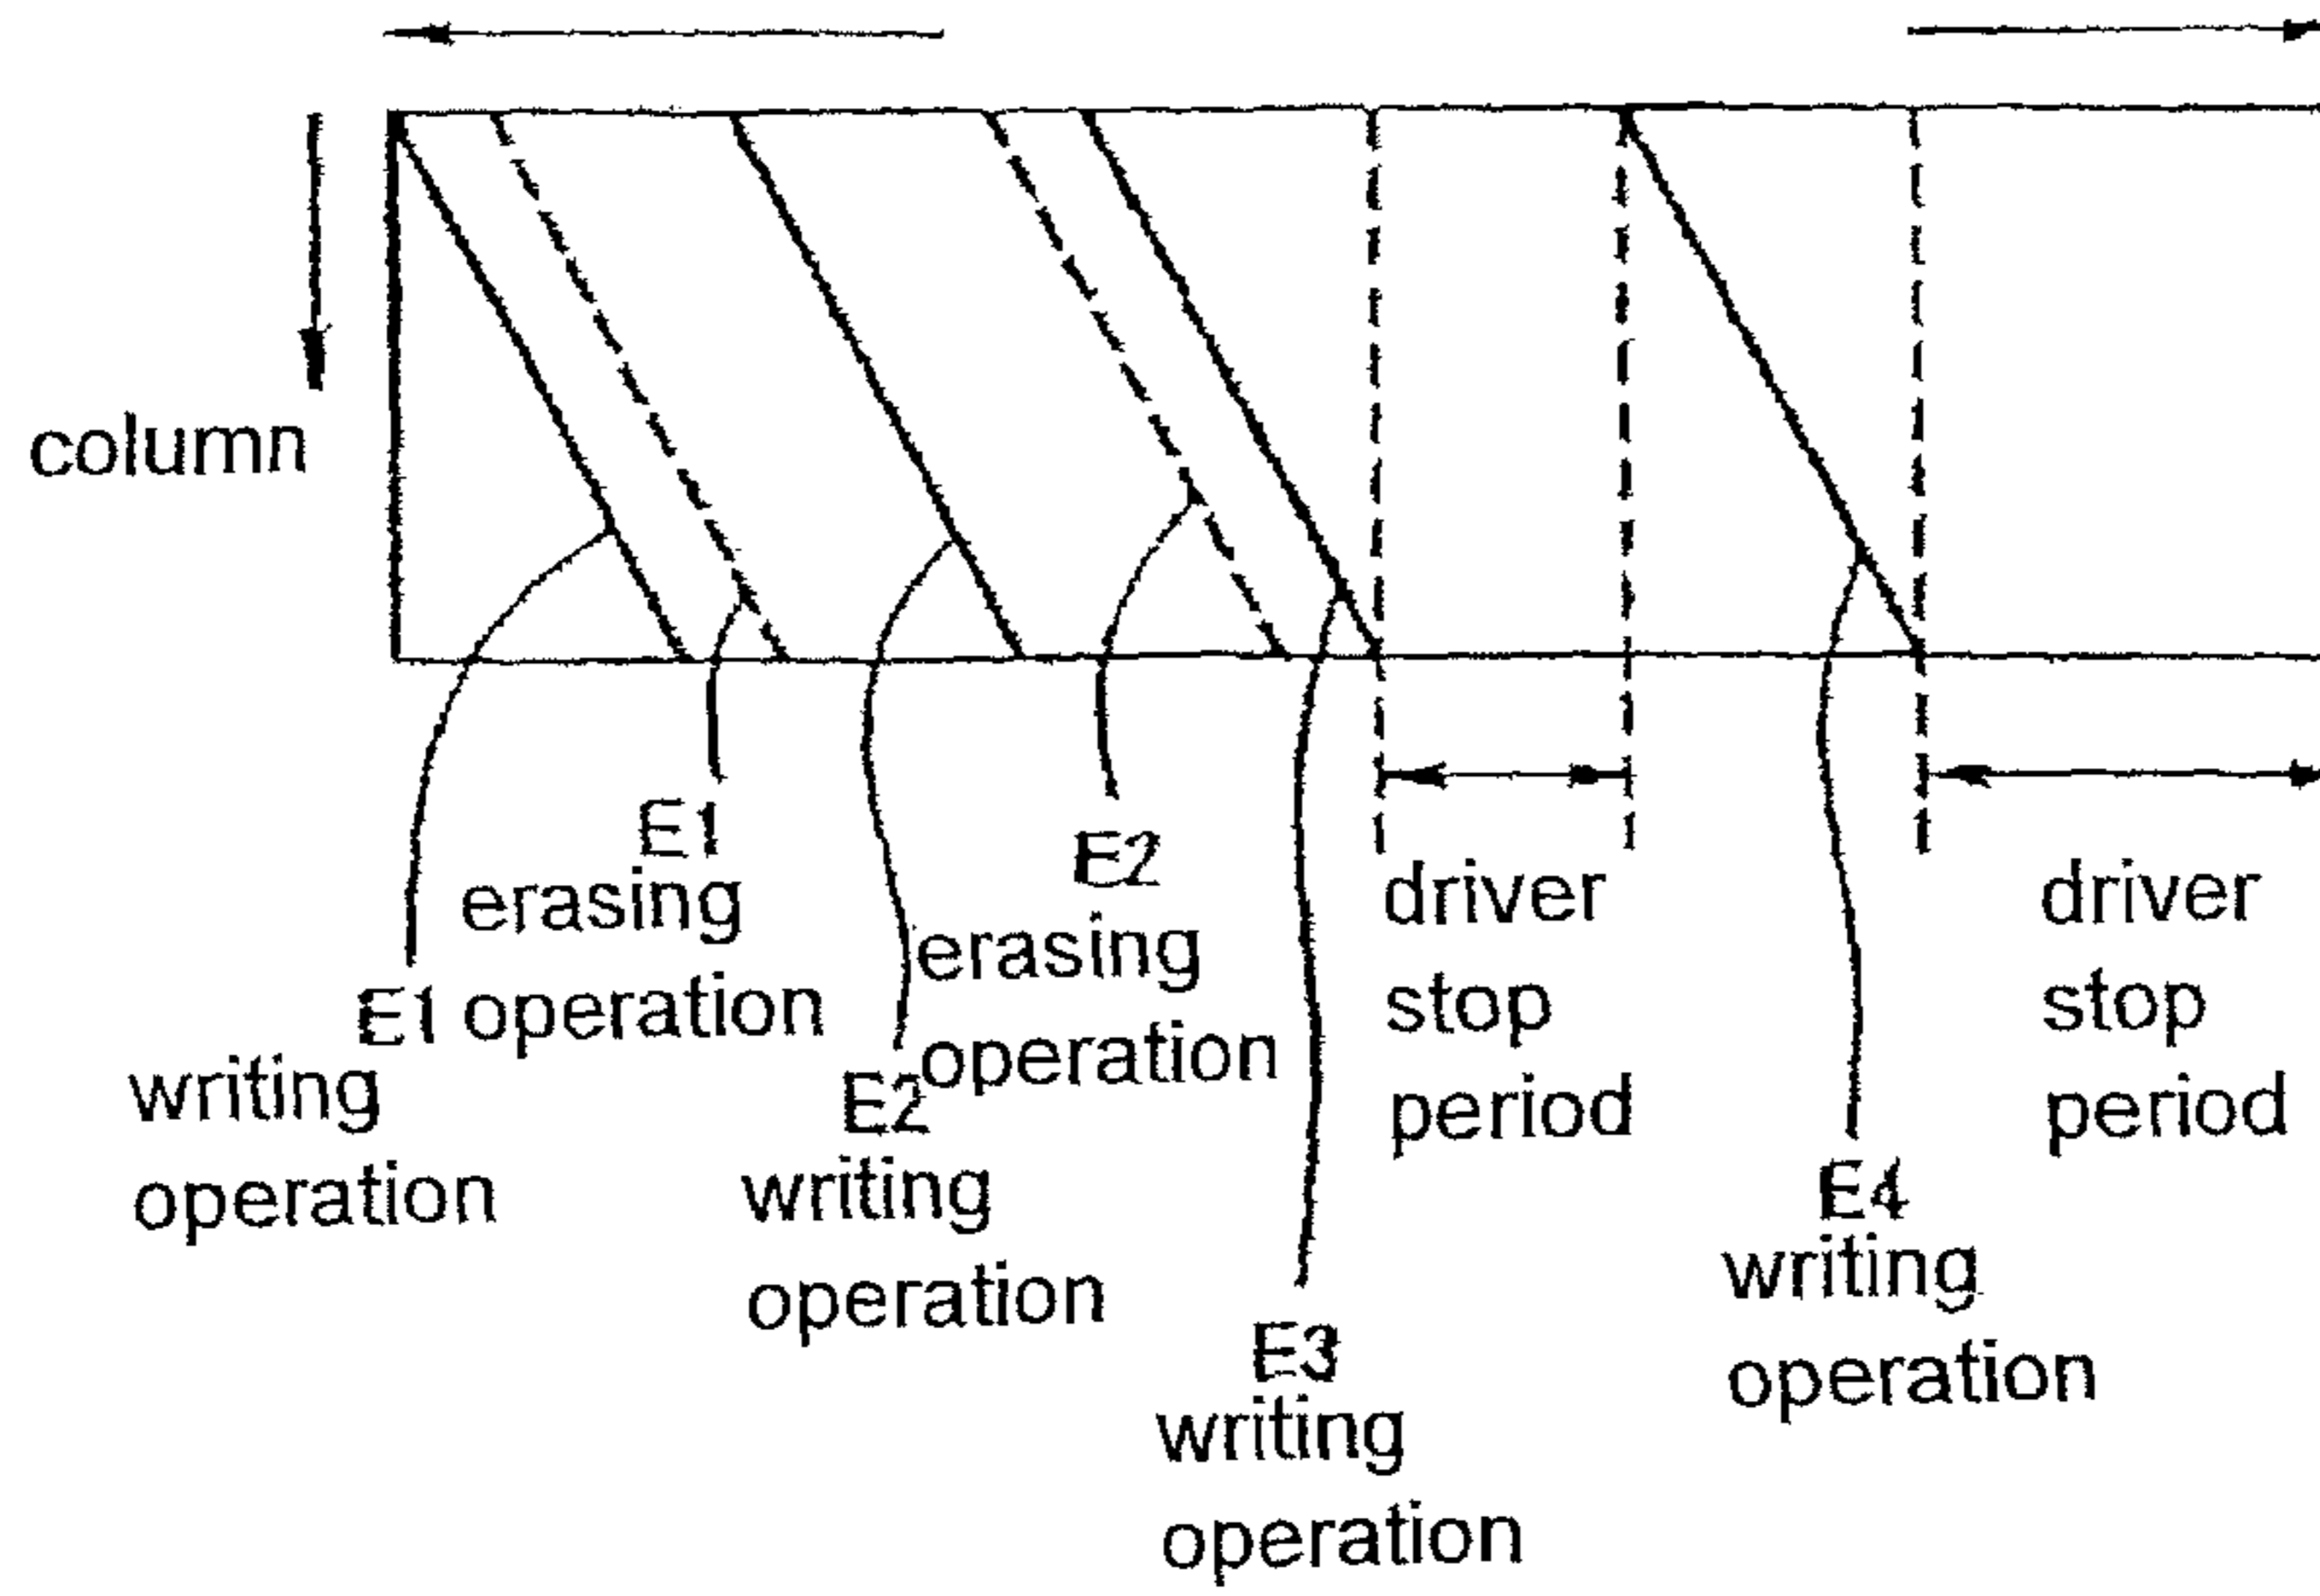 column
E1
erasing
operation
E1
writing
operation
E2
erasing
operation
E2
writing
operation
driver
stop
period
E3
writing
operation
E4
writing
operation
driver
stop
period